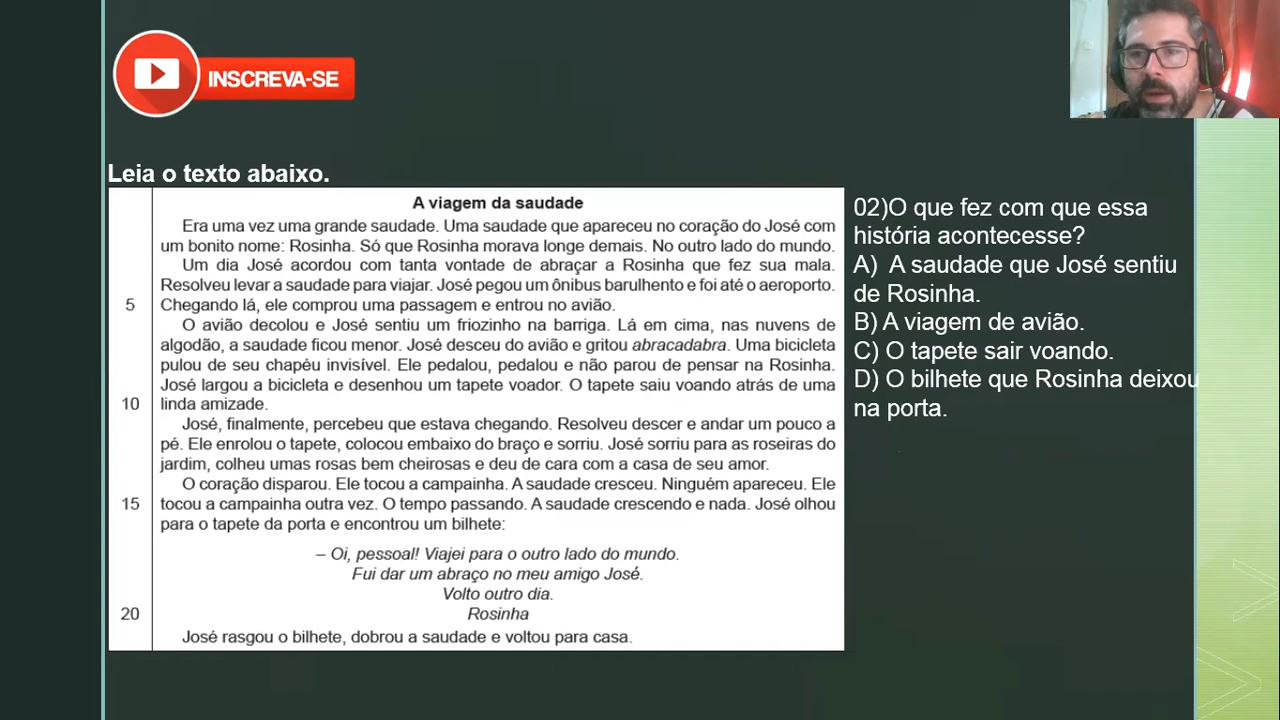 INSCREVA-SE
Leia o texto abaixo.
A viagem da saudade
Era uma vez uma grande saudade. Uma saudade que apareceu no coração do José com
um bonito nome: Rosinha. Só que Rosinha morava longe demais. No outro lado do mundo.
Um dia José acordou com tanta vontade de abraçar a Rosinha que fez sua mala.
Resolveu levar a saudade para viajar. José pegou um ônibus barulhento e foi até o aeroporto.
5 Chegando lá, ele comprou uma passagem e entrou no avião.
O avião decolou e José sentiu um friozinho na barriga. Lá em cima, nas nuvens de
algodão, a saudade ficou menor. José desceu do avião e gritou abracadabra. Uma bicicleta
pulou de seu chapéu invisível. Ele pedalou, pedalou e não parou de pensar na Rosinha.
José largou a bicicleta e desenhou um tapete voador. O tapete saiu voando atrás de uma
10 linda amizade.
José, finalmente, percebeu que estava chegando. Resolveu descer e andar um pouco a
pé. Ele enrolou o tapete, colocou embaixo do braço e sorriu. José sorriu para as roseiras do
jardim, colheu umas rosas bem cheirosas e deu de cara com a casa de seu amor.
O coração disparou. Ele tocou a campainha. A saudade cresceu. Ninguém apareceu. Ele
15 tocou a campainha outra vez. O tempo passando. A saudade crescendo e nada. José olhou
para o tapete da porta e encontrou um bilhete:
– Oi, pessoal! Viajei para o outro lado do mundo.
Fui dar um abraço no meu amigo José.
Volto outro dia.
20 Rosinha
José rasgou o bilhete, dobrou a saudade e voltou para casa.
02)O que fez com que essa
história acontecesse?
A) A saudade que José sentiu
de Rosinha.
B) A viagem de avião.
C) O tapete sair voando.
D) O bilhete que Rosinha deixou
na porta.